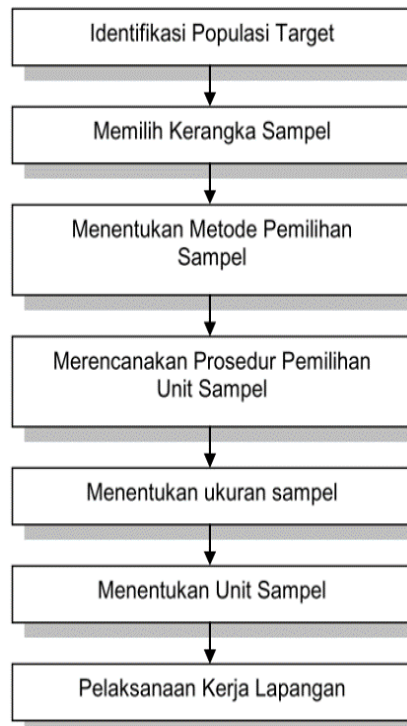 Identifikasi Populasi Target
Memilih Kerangka Sampel
Menentukan Metode Pemilihan
Sampel
Merencanakan Prosedur Pemilihan
Unit Sampel
Menentukan ukuran sampel
Menentukan Unit Sampel
Pelaksanaan Kerja Lapangan